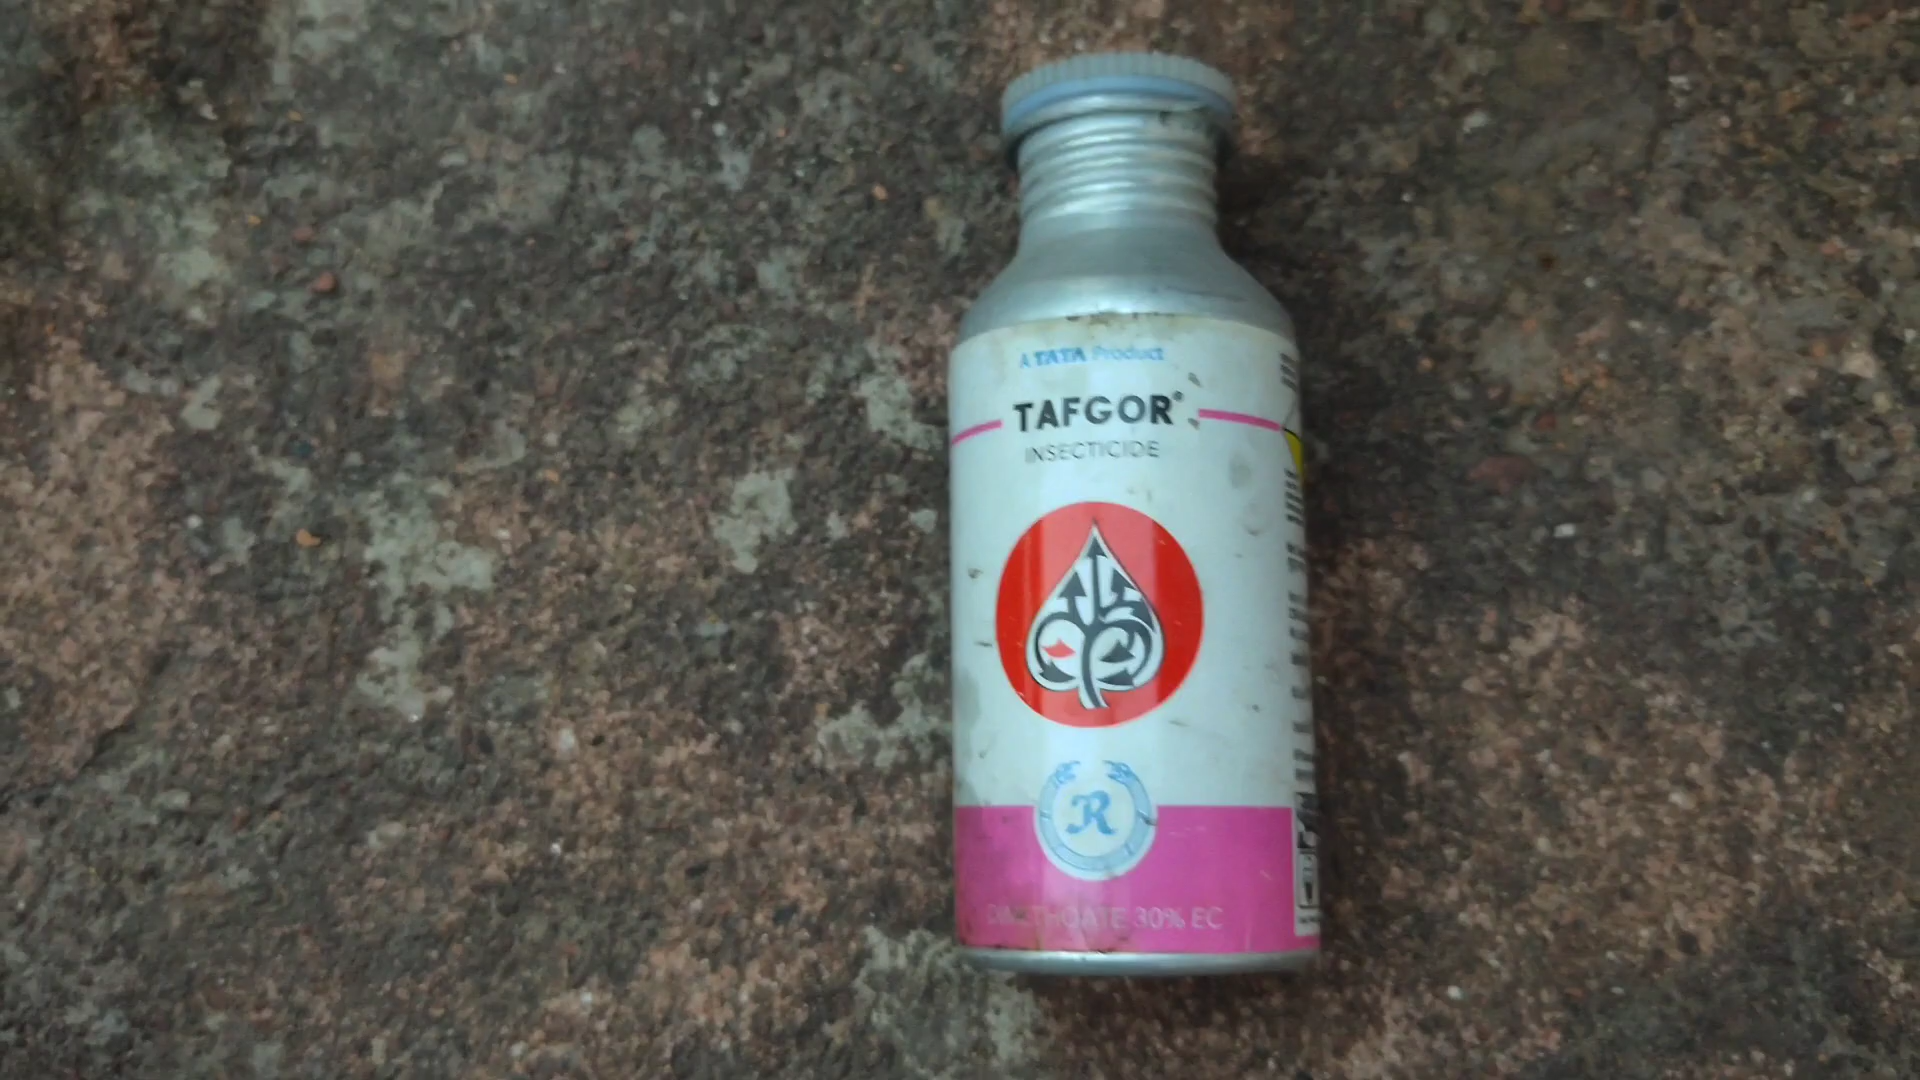 A TATA Product
TAFGOR®
INSECTICIDE
R
DIMETHOATE 30% EC